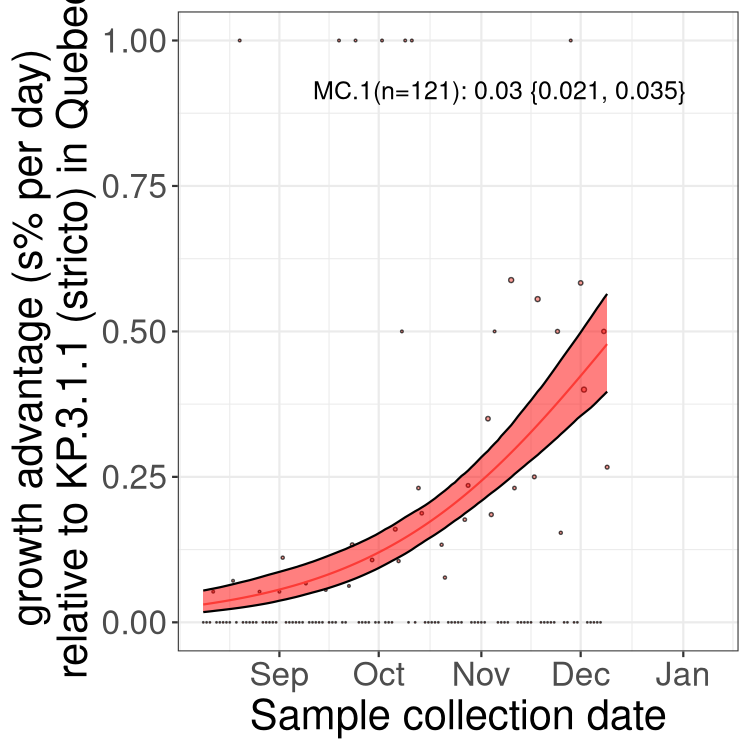 growth advantage (s% per day)
relative to KP.3.1.1 (stricto) in Quebec
1.00
0.75
0.50
0.25
0.00
MC.1(n=121): 0.03 {0.021, 0.035}
Sep Oct Nov Dec Jan
Sample collection date